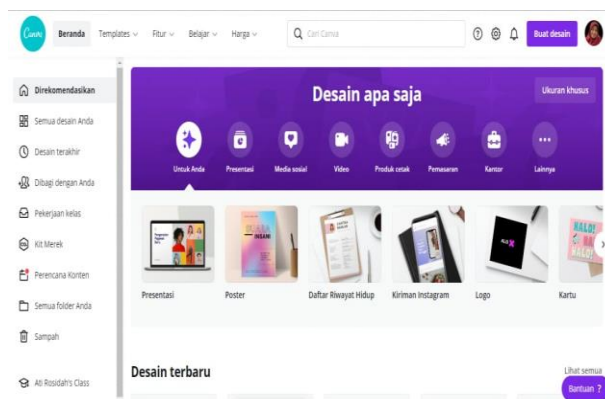 Canva
Beranda
Templates
Fitur
Belajar
Harga
Cari Canva
Buat desain
Direkomendasikan
Semua desain Anda
Desain terakhir
Dibagi dengan Anda
Pekerjaan kelas
Kit Merek
Perencana Konten
Semua folder Anda
Sampah
Ati Rosidah's Class
Desain apa saja
Ukuran khusus
Untuk Anda
Presentasi
Media sosial
Video
Produk cetak
Pemasaran
Kantor
Lainnya
SUARA
INSANI
HALO!
Presentasi
Poster
Daftar Riwayat Hidup
Kiriman Instagram
Logo
Kartu
Desain terbaru
Lihat semua
Bantuan ?